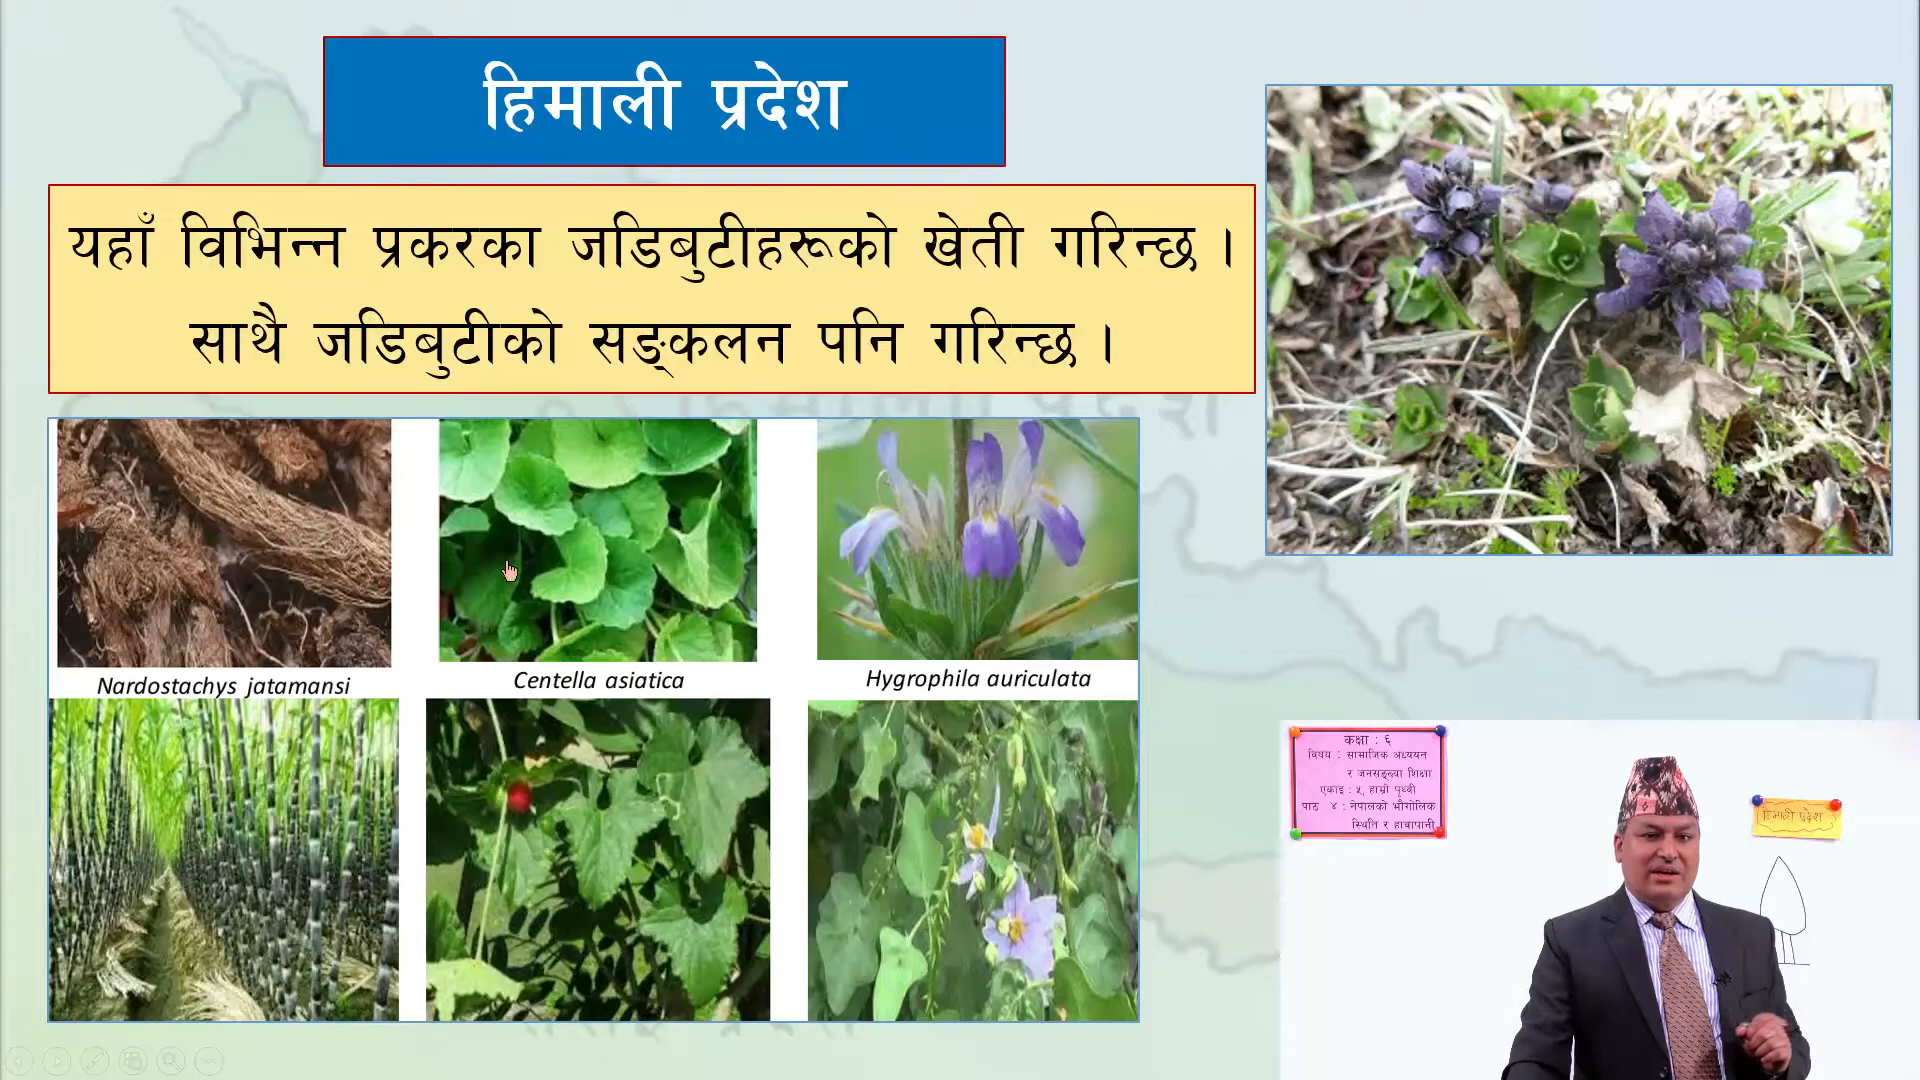 हिमाली प्रदेश
यहाँ विभिन्न प्रकरका जडिबुटीहरूको खेती गरिन्छ ।
साथै जडिबुटीको सङ्कलन पनि गरिन्छ ।
Nardostachys jatamansi
Centella asiatica
Hygrophila auriculata
कक्षा : ६
विषय : सामाजिक अध्ययन
र जनसङ्ख्या शिक्षा
एकाइ : ५, हाम्रो पृथ्वी
पाठ ४ : नेपालको भौगोलिक
स्थिति र हावापानी
हिमाली प्रदेश